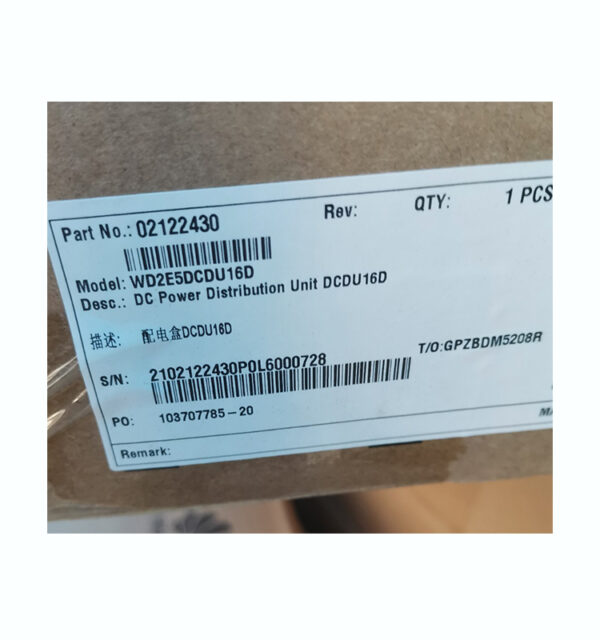 Part No.: 02122430 Rev: QTY: 1 PCS
Model: WD2E5DCDU16D
Desc.: DC Power Distribution Unit DCDU16D
描述: 配电盒DCDU16D
S/N: 2102122430P0L6000728 T/O:GPZBDM5208R
PO: 103707785-20
Remark: